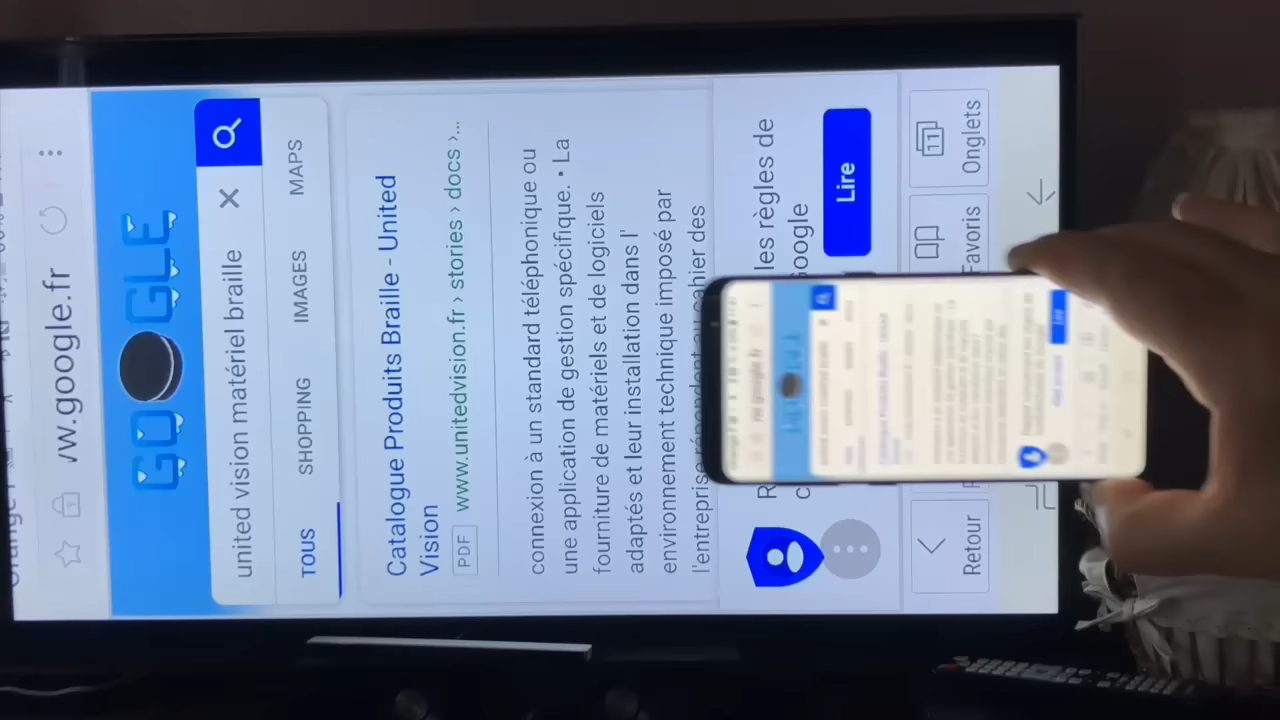 www.google.fr
GOOGLE
united vision matériel braille
TOUS
SHOPPING
IMAGES
MAPS
Catalogue Produits Braille - United
Vision
PDF
www.unitedvision.fr › stories › docs ›...
connexion à un standard téléphonique ou
une application de gestion spécifique. • La
fourniture de matériels et de logiciels
adaptés et leur installation dans l'
environnement technique imposé par
l'entreprise répondent au cahier des
les règles de
Google
Lire
Retour
Favoris
11
Onglets